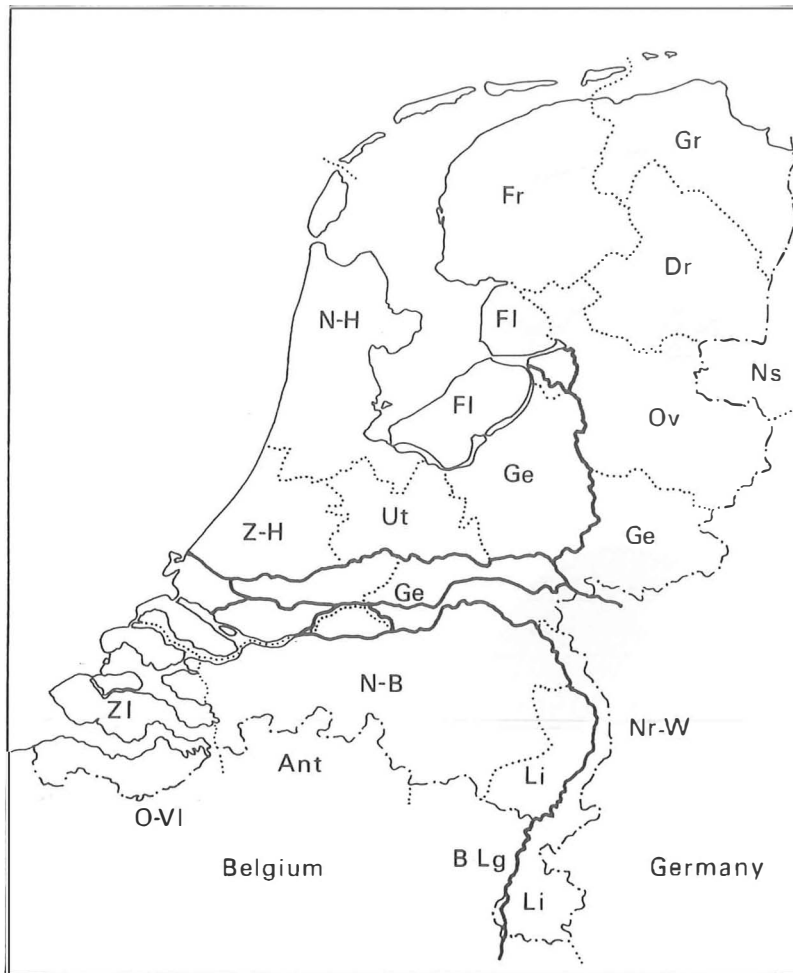 Gr
Fr
Dr
N-H
Fl
Ns
Fl
Ov
Ge
Ut
Z-H
Ge
Ge
N-B
Zl
Nr-W
Ant
Li
O-Vl
B Lg
Belgium
Germany
Li